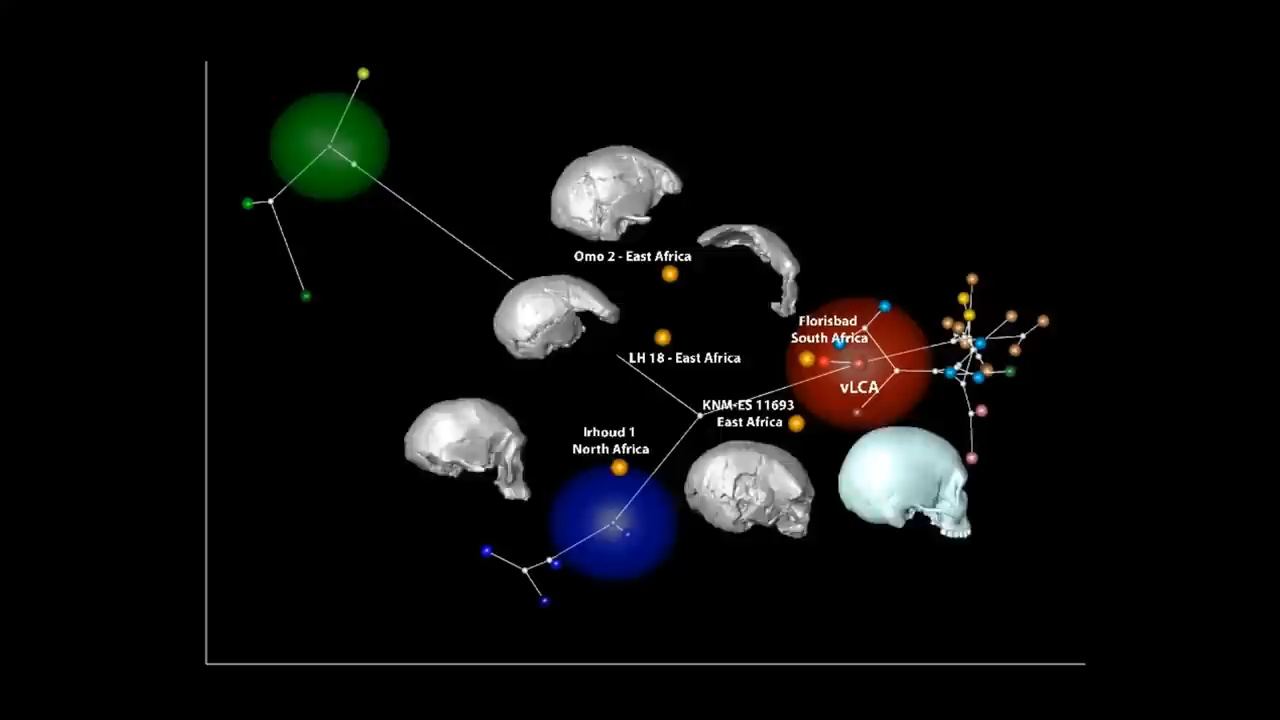 Omo 2 - East Africa
Florisbad
South Africa
LH 18 - East Africa
vLCA
KNM-ES 11693
East Africa
Irhoud 1
North Africa